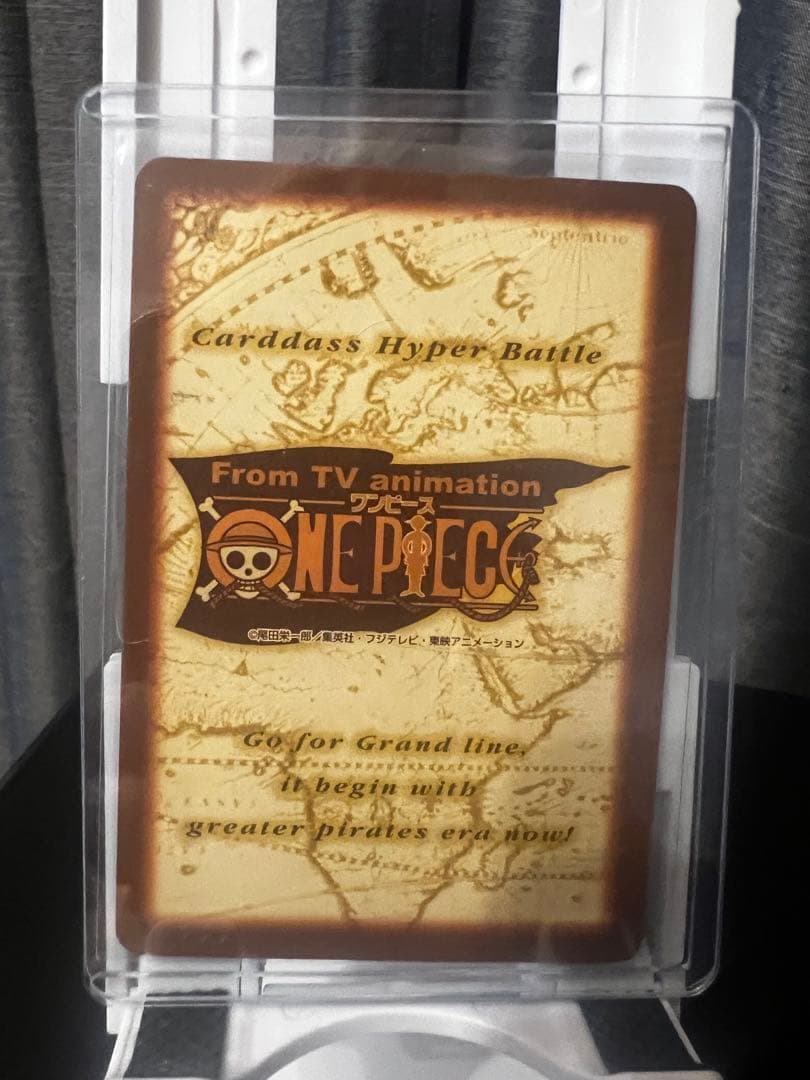 Septentrio
Carddass Hyper Battle
From TV animation
ワンピース
ONE PIECE
©尾田栄一郎／集英社・フジテレビ・東映アニメーション
Go for Grand line,
it begin with
greater pirates era now!